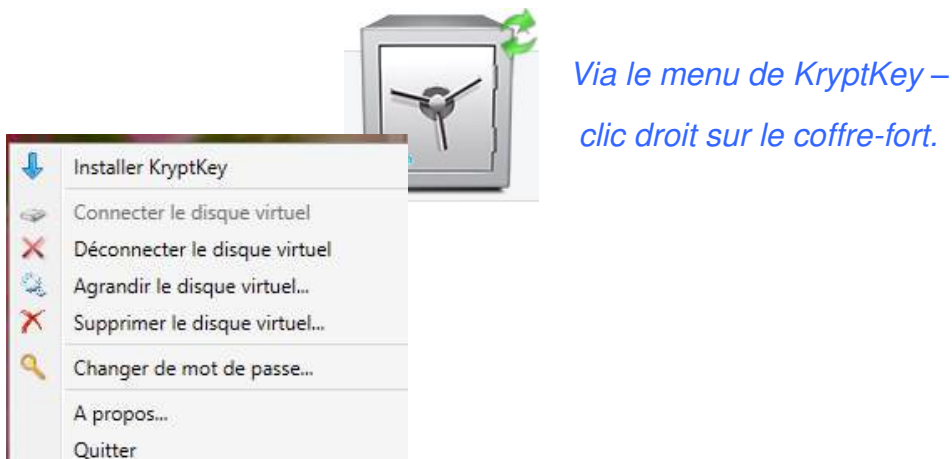 Via le menu de KryptKey –
clic droit sur le coffre-fort.
Installer KryptKey
Connecter le disque virtuel
Déconnecter le disque virtuel
Agrandir le disque virtuel...
Supprimer le disque virtuel...
Changer de mot de passe...
A propos...
Quitter